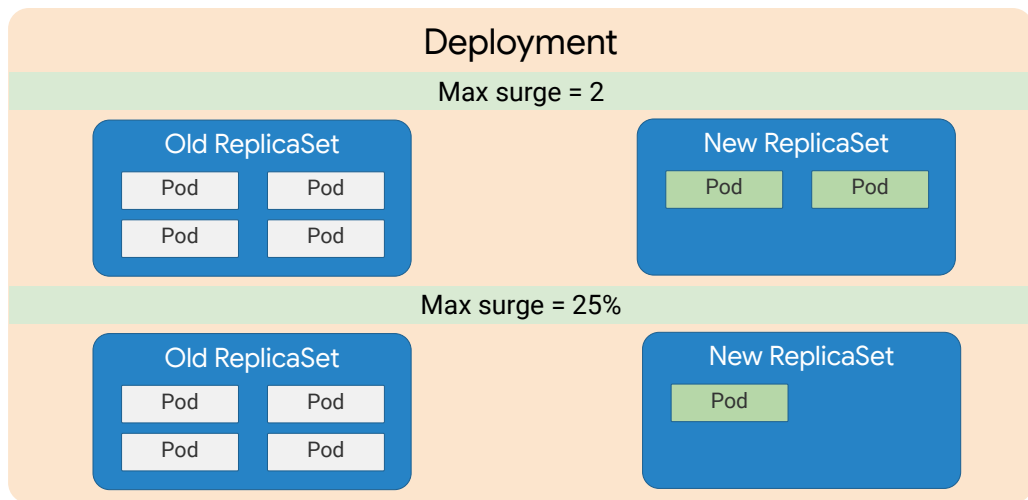 Deployment
Max surge = 2
Old ReplicaSet
Pod Pod
Pod Pod
New ReplicaSet
Pod Pod
Max surge = 25%
Old ReplicaSet
Pod Pod
Pod Pod
New ReplicaSet
Pod